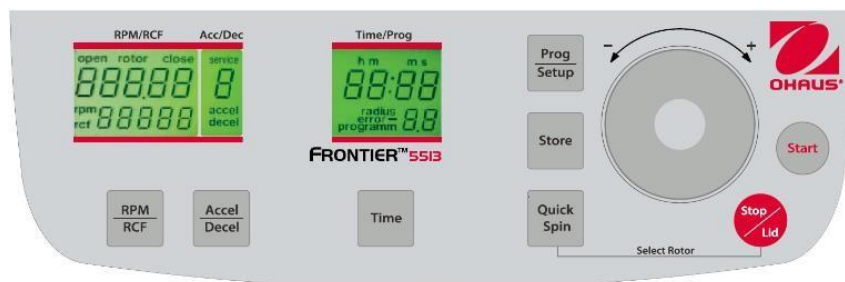 RPM/RCF
Acc/Dec
open rotor close
service
888.88
8
rpm
rcf
88888
accel
decel
Time/Prog
h m m s
88:88
radius
error
programm
-8.8
FRONTIER™5513
RPM
RCF
Accel
Decel
Time
Prog
Setup
Store
Quick
Spin
- +
OHAUS®
Start
Stop
Lid
Select Rotor